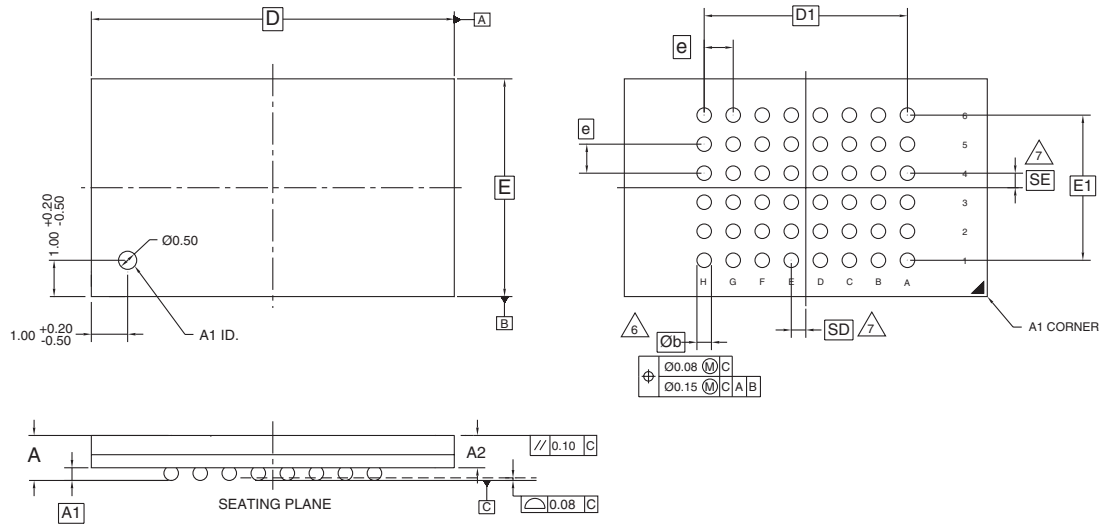 D
A
D1
e
6
5
e
7
4
SE
E
E1
3
2
1
1.00 +0.20 -0.50
Ø0.50
H G F E D C B A
B
1.00 +0.20 -0.50
A1 ID.
6
Øb
SD
7
A1 CORNER
Ø0.08 Ⓜ C
Ø0.15 Ⓜ C A B
A
A2
// 0.10 C
A1
SEATING PLANE
C
0.08 C